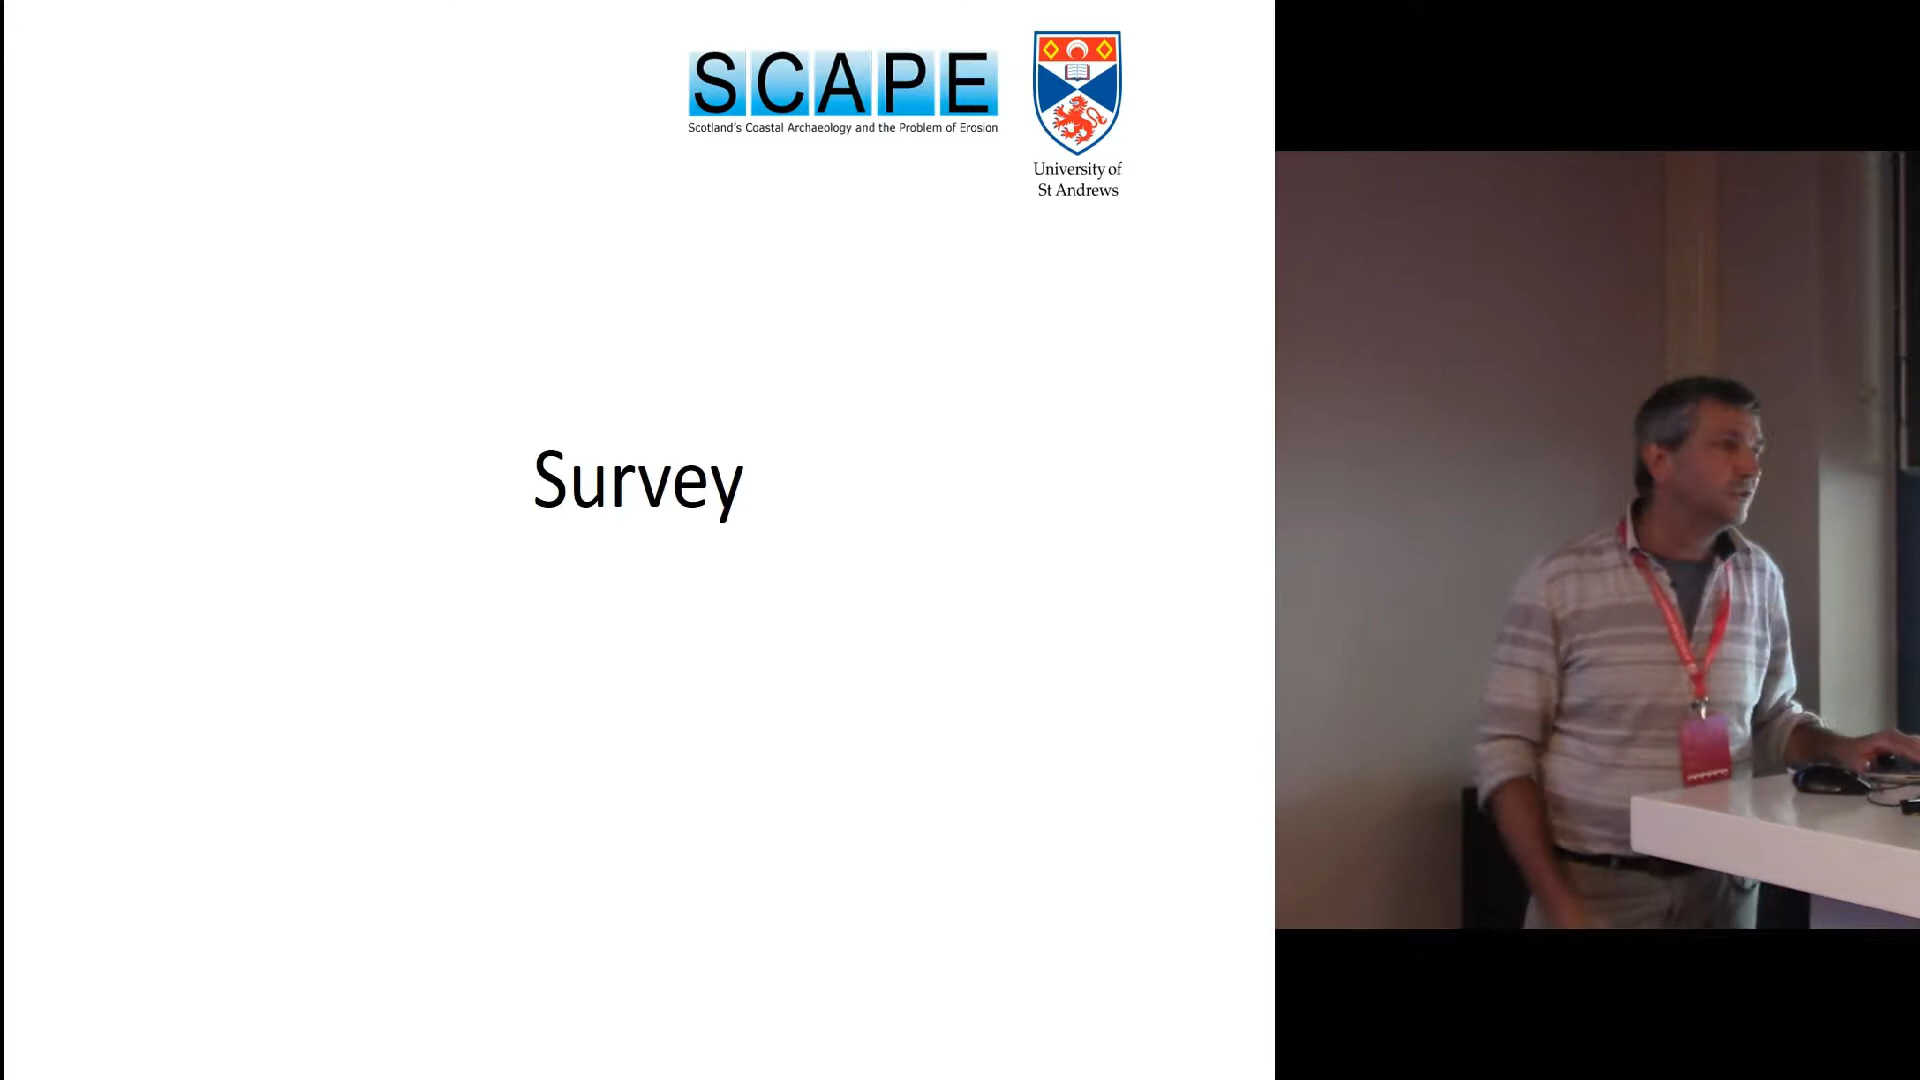 SCAPE
Scotland's Coastal Archaeology and the Problem of Erosion
University of
St Andrews
Survey